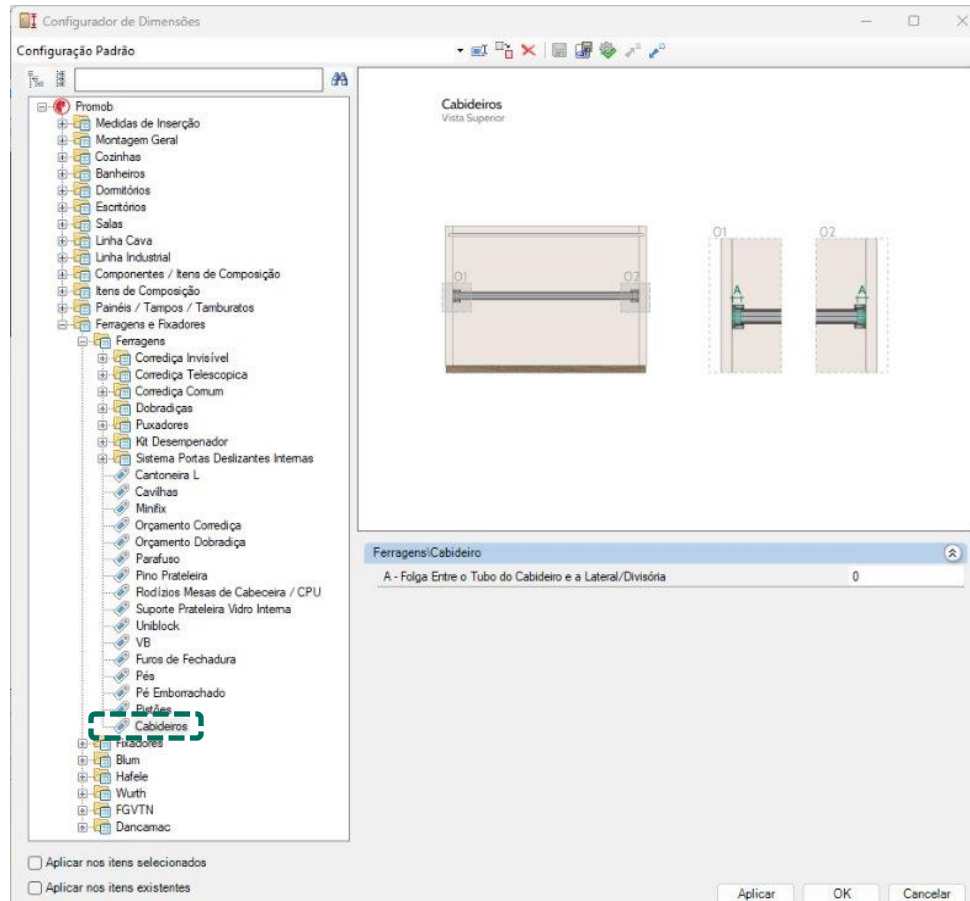 Configurador de Dimensões
Configuração Padrão
Promob
Medidas de Inserção
Montagem Geral
Cozinhas
Banheiros
Dormitórios
Escritórios
Salas
Linha Cava
Linha Industrial
Componentes / Itens de Composição
Itens de Composição
Painéis / Tampos / Tamburatos
Ferragens e Fixadores
Ferragens
Corrediça Invisível
Corrediça Telescopica
Corrediça Comum
Dobradiças
Puxadores
Kit Desempenador
Sistema Portas Deslizantes Internas
Cantoneira L
Cavilhas
Minifix
Orçamento Corrediça
Orçamento Dobradiça
Parafuso
Pino Prateleira
Rodízios Mesas de Cabeceira / CPU
Suporte Prateleira Vidro Interna
Uniblock
VB
Furos de Fechadura
Pés
Pé Emborrachado
Pistões
Cabideiros
Fixadores
Blum
Hafele
Wurth
FGVTN
Dancamac
Aplicar nos itens selecionados
Aplicar nos itens existentes
Cabideiros
Vista Superior
01 02
01 02
A A
Ferragens\Cabideiro
A - Folga Entre o Tubo do Cabideiro e a Lateral/Divisória 0
Aplicar OK Cancelar